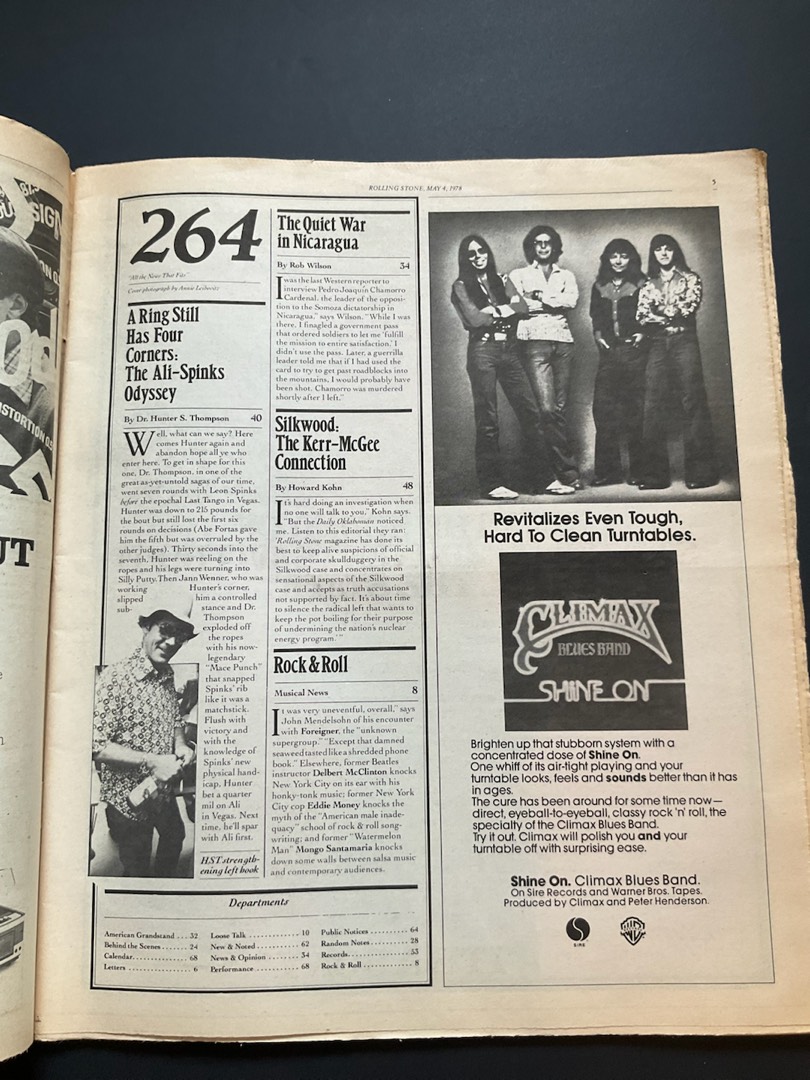 ROLLING STONE, MAY 4, 1978
5
264
"All the News That Fits"
Cover photograph by Annie Leibovitz
A Ring Still
Has Four
Corners:
The Ali-Spinks
Odyssey
By Dr. Hunter S. Thompson 40
Well, what can we say? Here
comes Hunter again and
abandon hope all ye who
enter here. To get in shape for this
one, Dr. Thompson, in one of the
great as-yet-untold sagas of our time,
went seven rounds with Leon Spinks
before the epochal Last Tango in Vegas.
Hunter was down to 215 pounds for
the bout but still lost the first six
rounds on decisions (Abe Fortas gave
him the fifth but was overruled by the
other judges). Thirty seconds into the
seventh, Hunter was reeling on the
ropes and his legs were turning into
Silly Putty. Then Jann Wenner, who was
working Hunter's corner,
slipped him a controlled
sub- stance and Dr.
Thompson
exploded off
the ropes
with his now-
legendary
"Mace Punch"
that snapped
Spinks' rib
like it was a
matchstick.
Flush with
victory and
with the
knowledge of
Spinks' new
physical hand-
icap, Hunter
bet a quarter
mil on Ali
in Vegas. Next
time, he'll spar
with Ali first.
HST strength-
ening left hook
The Quiet War
in Nicaragua
By Rob Wilson 34
I was the last Western reporter to
interview Pedro Joaquin Chamorro
Cardenal, the leader of the opposi-
tion to the Somoza dictatorship in
Nicaragua," says Wilson. "While I was
there, I finagled a government pass
that ordered soldiers to let me 'fulfill
the mission to entire satisfaction.' I
didn't use the pass. Later, a guerrilla
leader told me that if I had used the
card to try to get past roadblocks into
the mountains, I would probably have
been shot. Chamorro was murdered
shortly after I left."
Silkwood:
The Kerr-McGee
Connection
By Howard Kohn 48
It's hard doing an investigation when
no one will talk to you," Kohn says.
"But the Daily Oklahoman noticed
me. Listen to this editorial they ran:
'Rolling Stone magazine has done its
best to keep alive suspicions of official
and corporate skullduggery in the
Silkwood case and concentrates on
sensational aspects of the Silkwood
case and accepts as truth accusations
not supported by fact. It's about time
to silence the radical left that wants to
keep the pot boiling for their purpose
of undermining the nation's nuclear
energy program.'"
Rock & Roll
Musical News 8
It was very uneventful, overall," says
John Mendelsohn of his encounter
with Foreigner, the "unknown
supergroup." "Except that damned
seaweed tasted like a shredded phone
book." Elsewhere, former Beatles
instructor Delbert McClinton knocks
New York City on its ear with his
honky-tonk music; former New York
City cop Eddie Money knocks the
myth of the "American male inade-
quacy" school of rock & roll song-
writing; and former "Watermelon
Man" Mongo Santamaria knocks
down some walls between salsa music
and contemporary audiences.
Departments
American Grandstand ... 32
Behind the Scenes ....... 24
Calendar .............. 68
Letters ................ 6
Loose Talk ............. 10
New & Noted ........... 62
News & Opinion ......... 34
Performance ............ 68
Public Notices .......... 64
Random Notes .......... 28
Records ............... 53
Rock & Roll ............ 8
Revitalizes Even Tough,
Hard To Clean Turntables.
CLIMAX
BLUES BAND
SHINE ON
Brighten up that stubborn system with a
concentrated dose of Shine On.
One whiff of its air-tight playing and your
turntable looks, feels and sounds better than it has
in ages.
The cure has been around for some time now—
direct, eyeball-to-eyeball, classy rock 'n' roll, the
specialty of the Climax Blues Band.
Try it out. Climax will polish you and your
turntable off with surprising ease.
Shine On. Climax Blues Band.
On Sire Records and Warner Bros. Tapes.
Produced by Climax and Peter Henderson.
SIRE